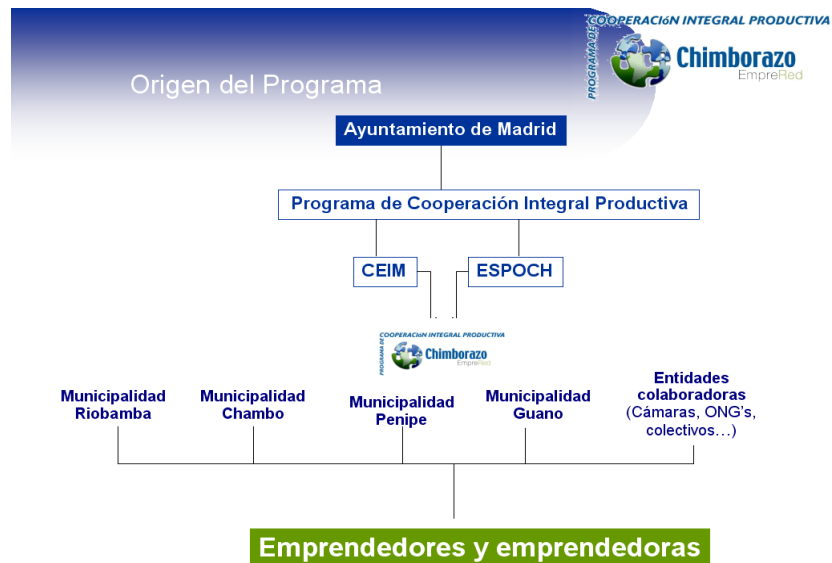 PROGRAMA DE COOPERACIÓN INTEGRAL PRODUCTIVA
Chimborazo
EmpreRed
Origen del Programa
Ayuntamiento de Madrid
Programa de Cooperación Integral Productiva
CEIM
ESPOCH
PROGRAMA DE COOPERACIÓN INTEGRAL PRODUCTIVA
Chimborazo
EmpreRed
Municipalidad
Riobamba
Municipalidad
Chambo
Municipalidad
Penipe
Municipalidad
Guano
Entidades
colaboradoras
(Cámaras, ONG's,
colectivos…)
Emprendedores y emprendedoras